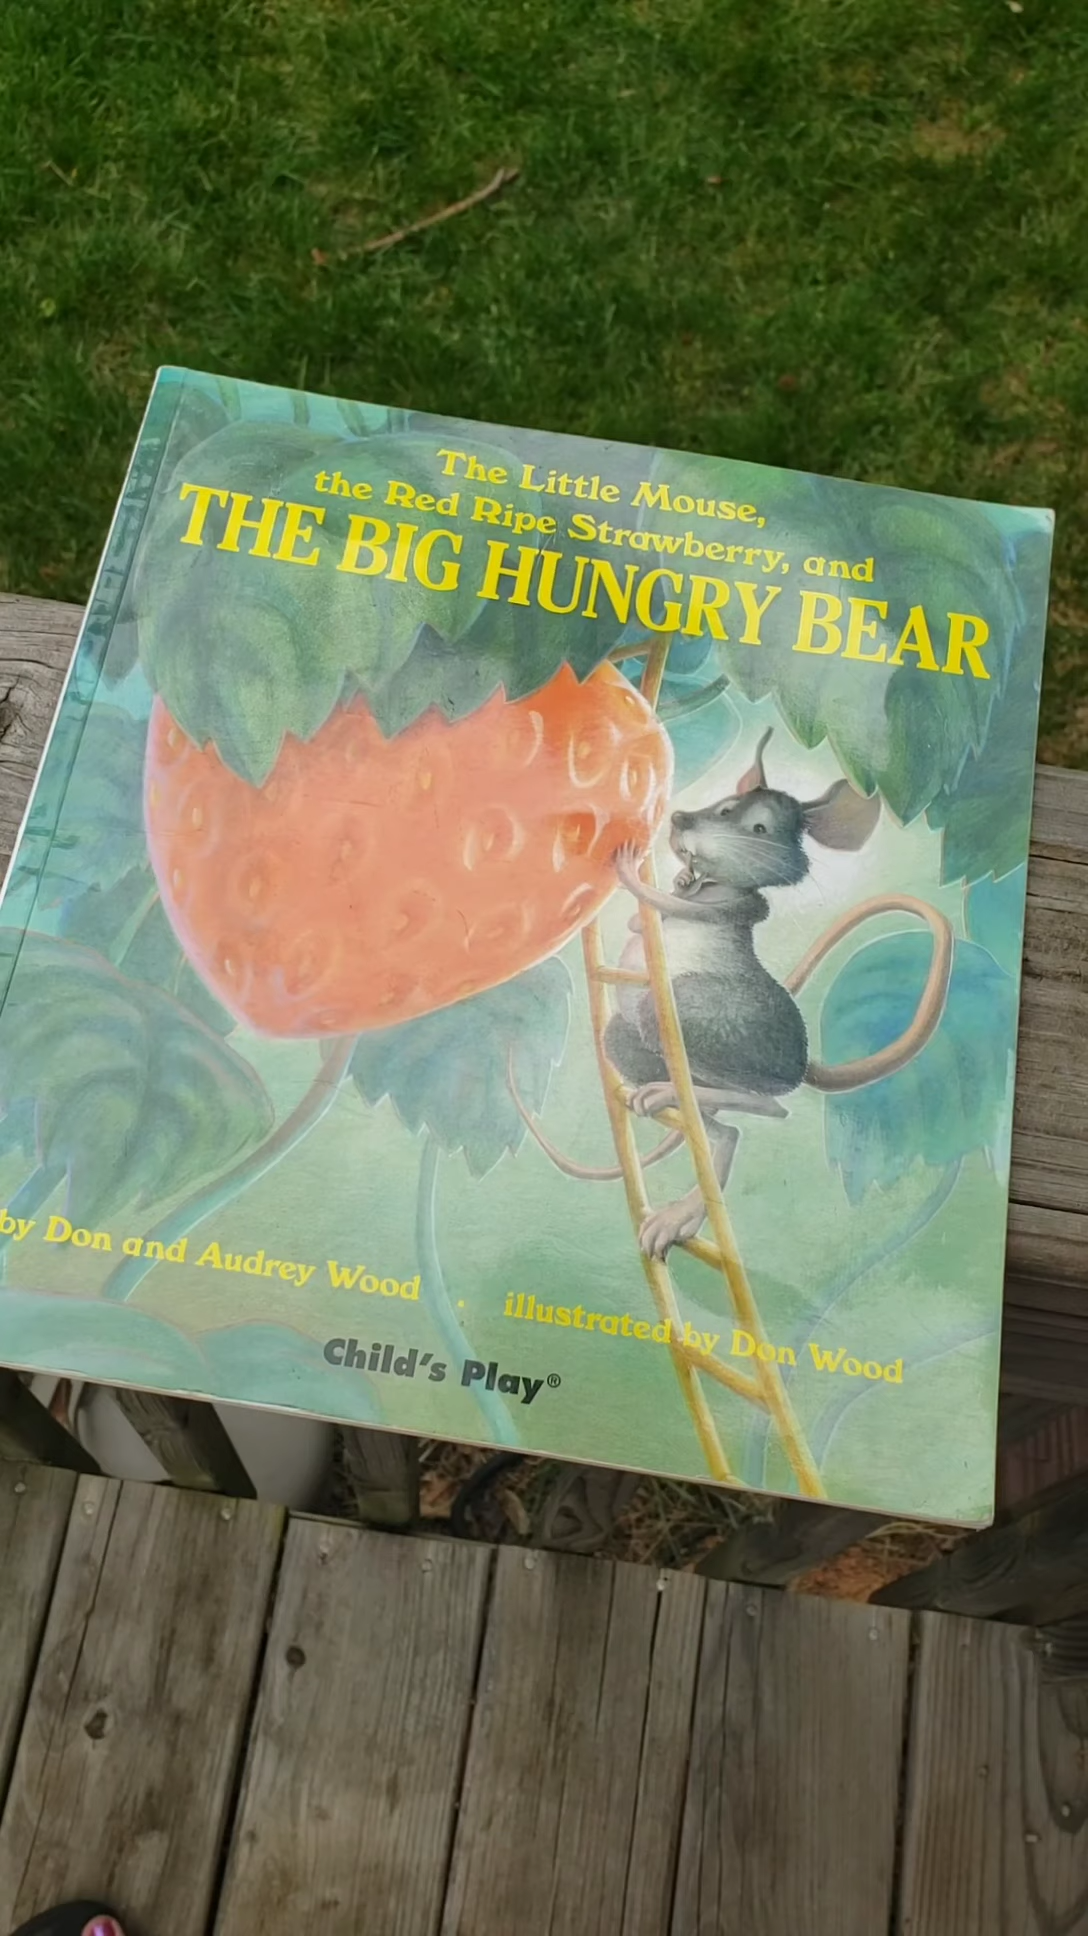 The Little Mouse,
the Red Ripe Strawberry, and
THE BIG HUNGRY BEAR
by Don and Audrey Wood . illustrated by Don Wood
Child's Play®